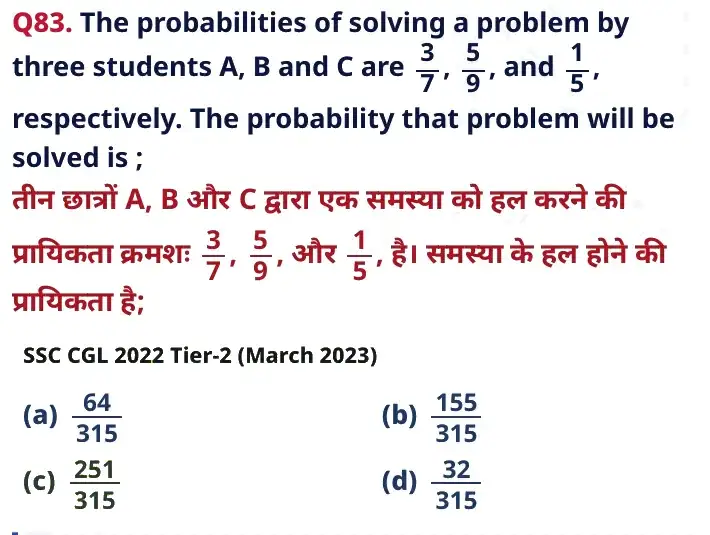 Q83. The probabilities of solving a problem by
three students A, B and C are 3/7, 5/9, and 1/5,
respectively. The probability that problem will be
solved is ;
तीन छात्रों A, B और C द्वारा एक समस्या को हल करने की
प्रायिकता क्रमशः 3/7, 5/9, और 1/5, है। समस्या के हल होने की
प्रायिकता है;
SSC CGL 2022 Tier-2 (March 2023)
(a) 64/315 (b) 155/315
(c) 251/315 (d) 32/315